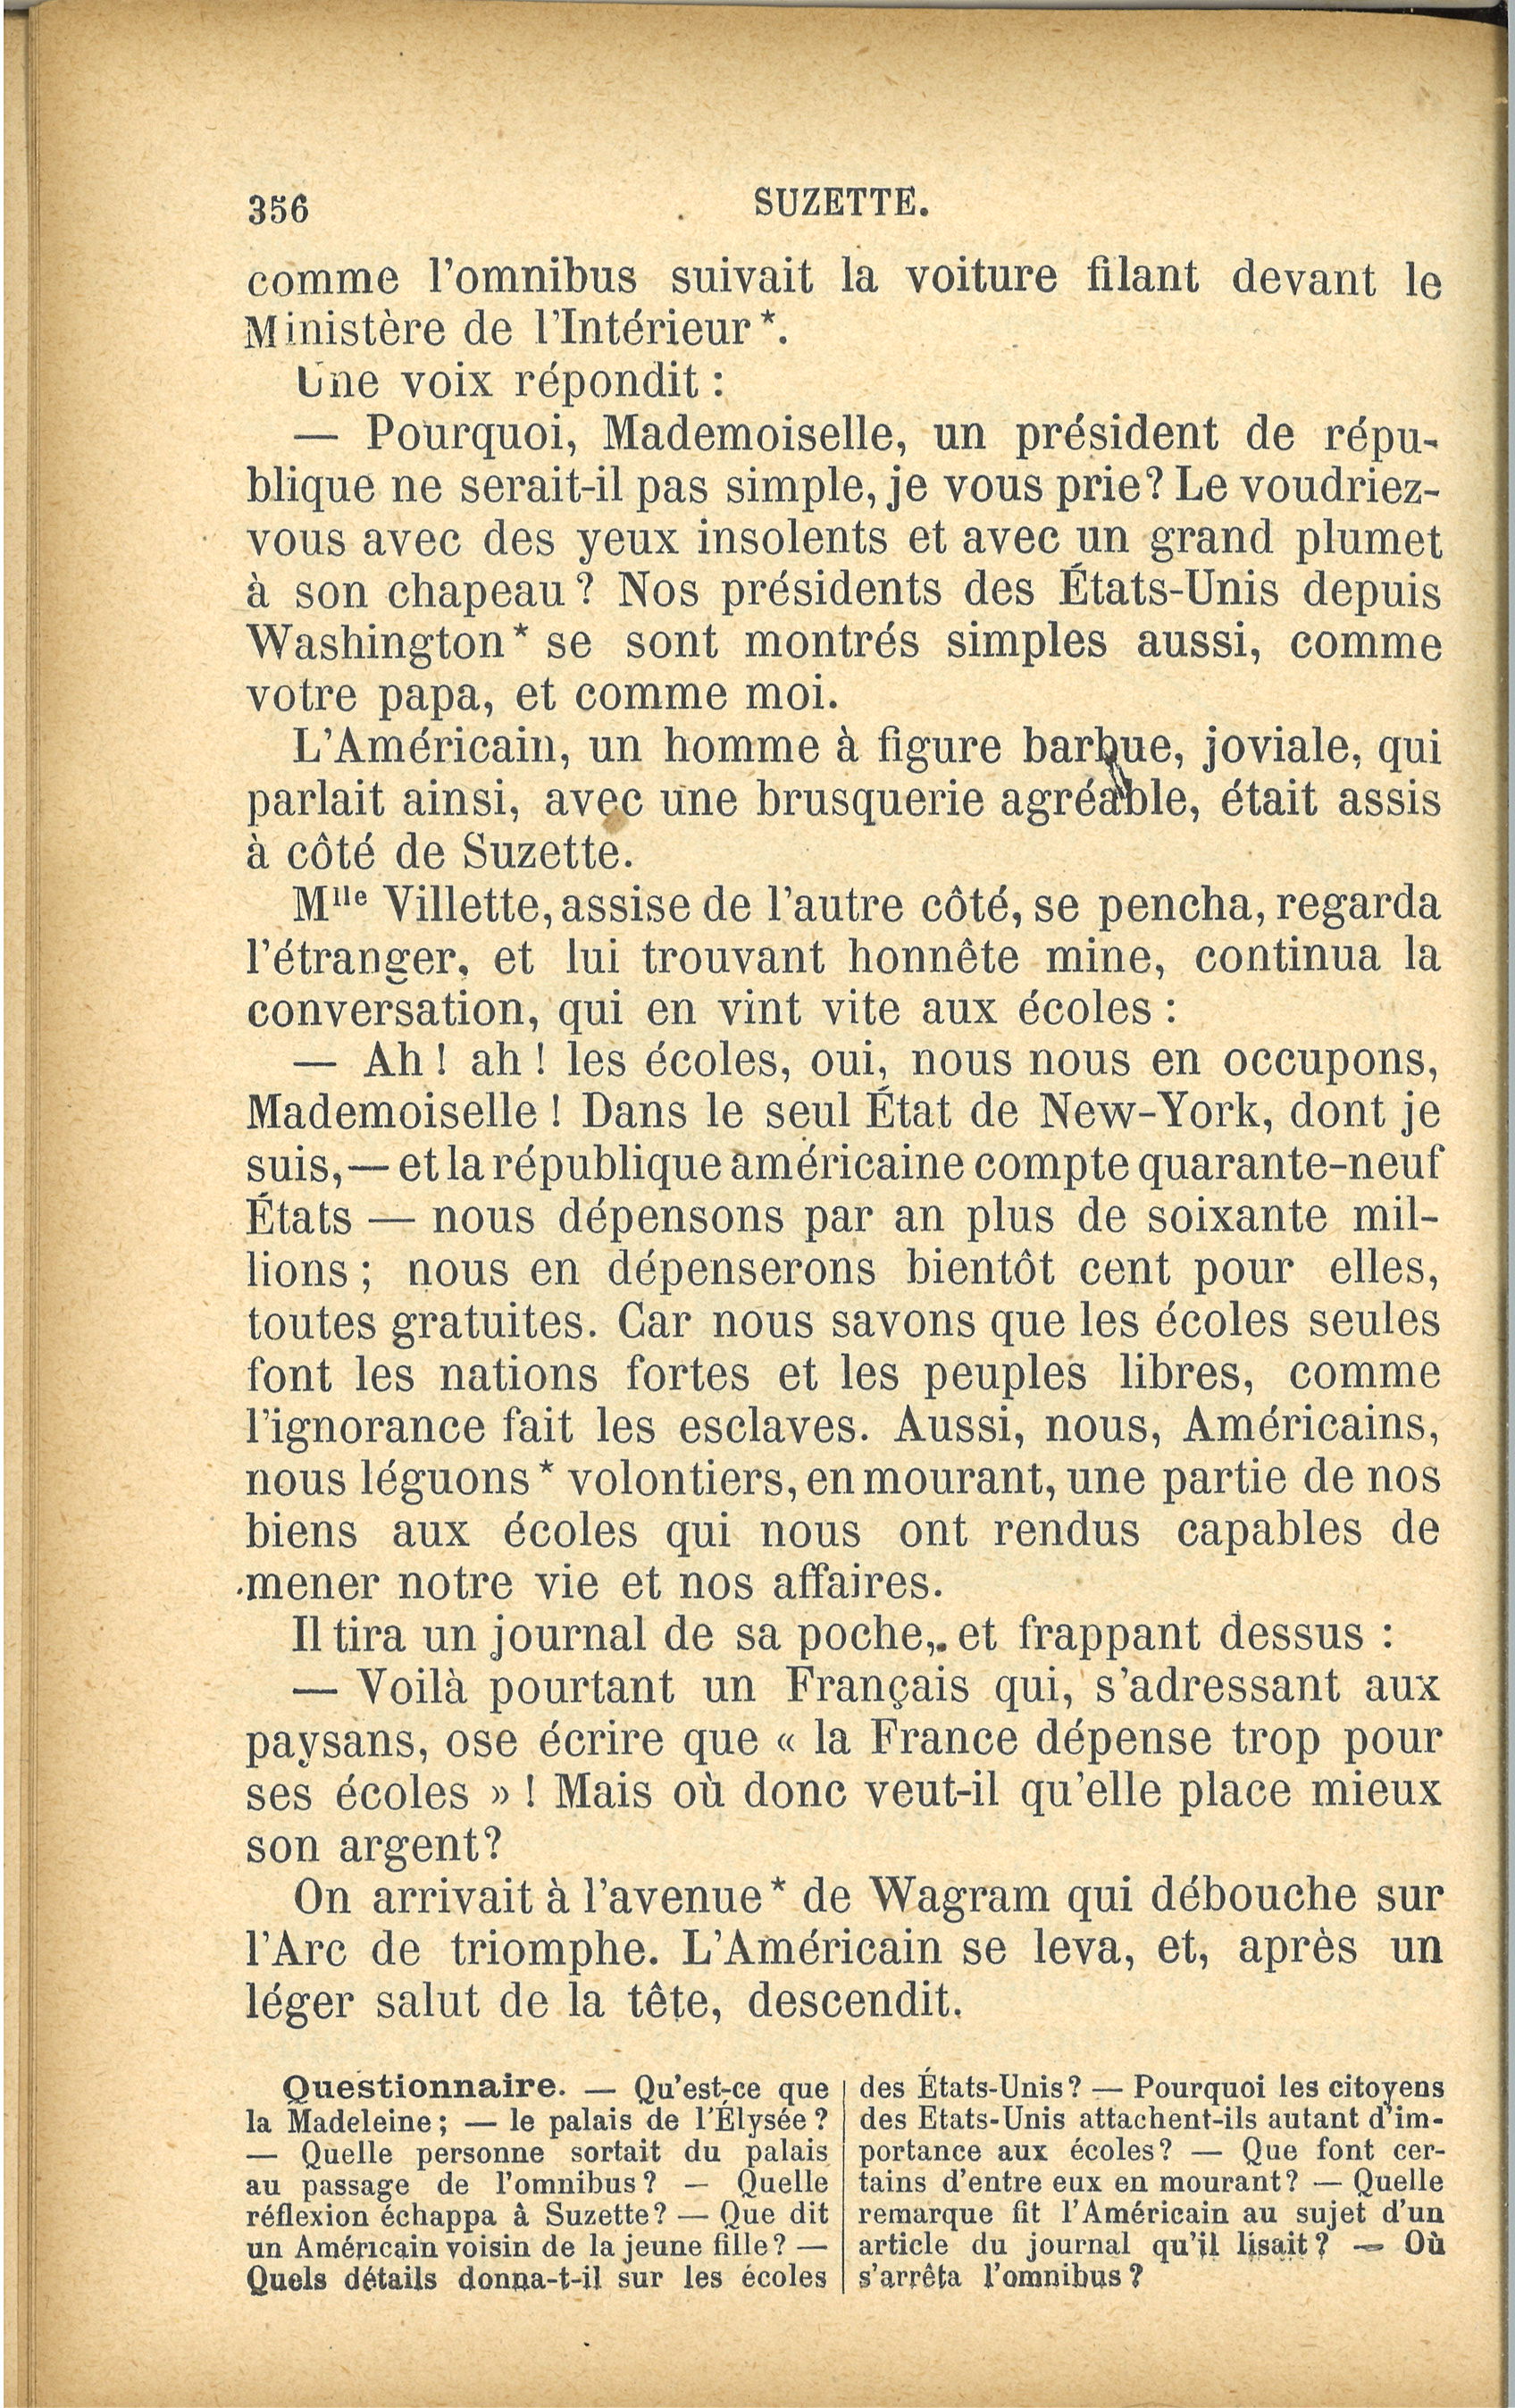 356
SUZETTE.
comme l'omnibus suivait la voiture filant devant le
Ministère de l'Intérieur*.
Une voix répondit :
— Pourquoi, Mademoiselle, un président de répu-
blique ne serait-il pas simple, je vous prie? Le voudriez-
vous avec des yeux insolents et avec un grand plumet
à son chapeau? Nos présidents des États-Unis depuis
Washington* se sont montrés simples aussi, comme
votre papa, et comme moi.
L'Américain, un homme à figure barbue, joviale, qui
parlait ainsi, avec une brusquerie agréable, était assis
à côté de Suzette.
Mlle Villette, assise de l'autre côté, se pencha, regarda
l'étranger, et lui trouvant honnête mine, continua la
conversation, qui en vint vite aux écoles :
— Ah! ah! les écoles, oui, nous nous en occupons,
Mademoiselle! Dans le seul État de New-York, dont je
suis, — et la république américaine compte quarante-neuf
États — nous dépensons par an plus de soixante mil-
lions; nous en dépenserons bientôt cent pour elles,
toutes gratuites. Car nous savons que les écoles seules
font les nations fortes et les peuples libres, comme
l'ignorance fait les esclaves. Aussi, nous, Américains,
nous léguons* volontiers, en mourant, une partie de nos
biens aux écoles qui nous ont rendus capables de
mener notre vie et nos affaires.
Il tira un journal de sa poche, et frappant dessus :
— Voilà pourtant un Français qui, s'adressant aux
paysans, ose écrire que « la France dépense trop pour
ses écoles »! Mais où donc veut-il qu'elle place mieux
son argent?
On arrivait à l'avenue* de Wagram qui débouche sur
l'Arc de triomphe. L'Américain se leva, et, après un
léger salut de la tête, descendit.
Questionnaire. — Qu'est-ce que
la Madeleine; — le palais de l'Élysée?
— Quelle personne sortait du palais
au passage de l'omnibus? — Quelle
réflexion échappa à Suzette? — Que dit
un Américain voisin de la jeune fille? —
Quels détails donna-t-il sur les écoles
des États-Unis? — Pourquoi les citoyens
des Etats-Unis attachent-ils autant d'im-
portance aux écoles? — Que font cer-
tains d'entre eux en mourant? — Quelle
remarque fit l'Américain au sujet d'un
article du journal qu'il lisait? — Où
s'arrêta l'omnibus?